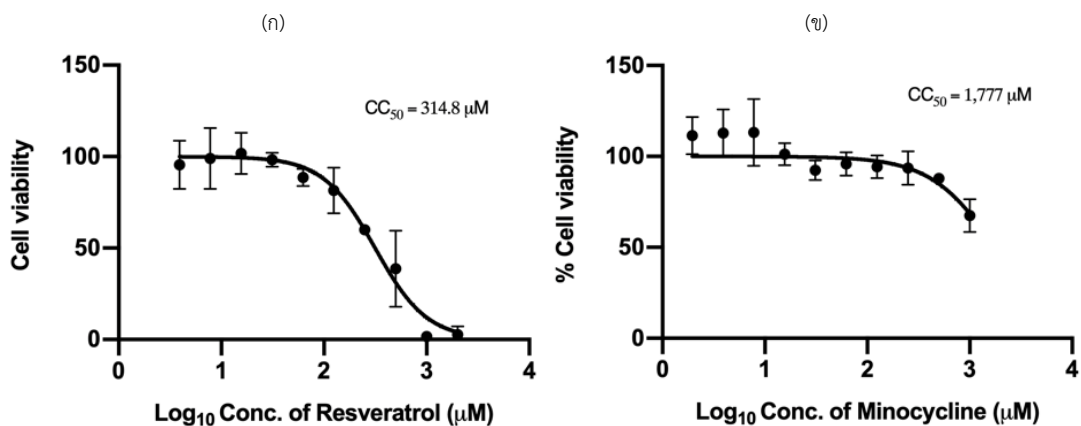 (ก)
150
100
50
0
Cell viability
CC₅₀ = 314.8 μM
0 1 2 3 4
Log₁₀ Conc. of Resveratrol (μM)
(ข)
150
100
50
0
% Cell viability
CC₅₀ = 1,777 μM
0 1 2 3 4
Log₁₀ Conc. of Minocycline (μM)